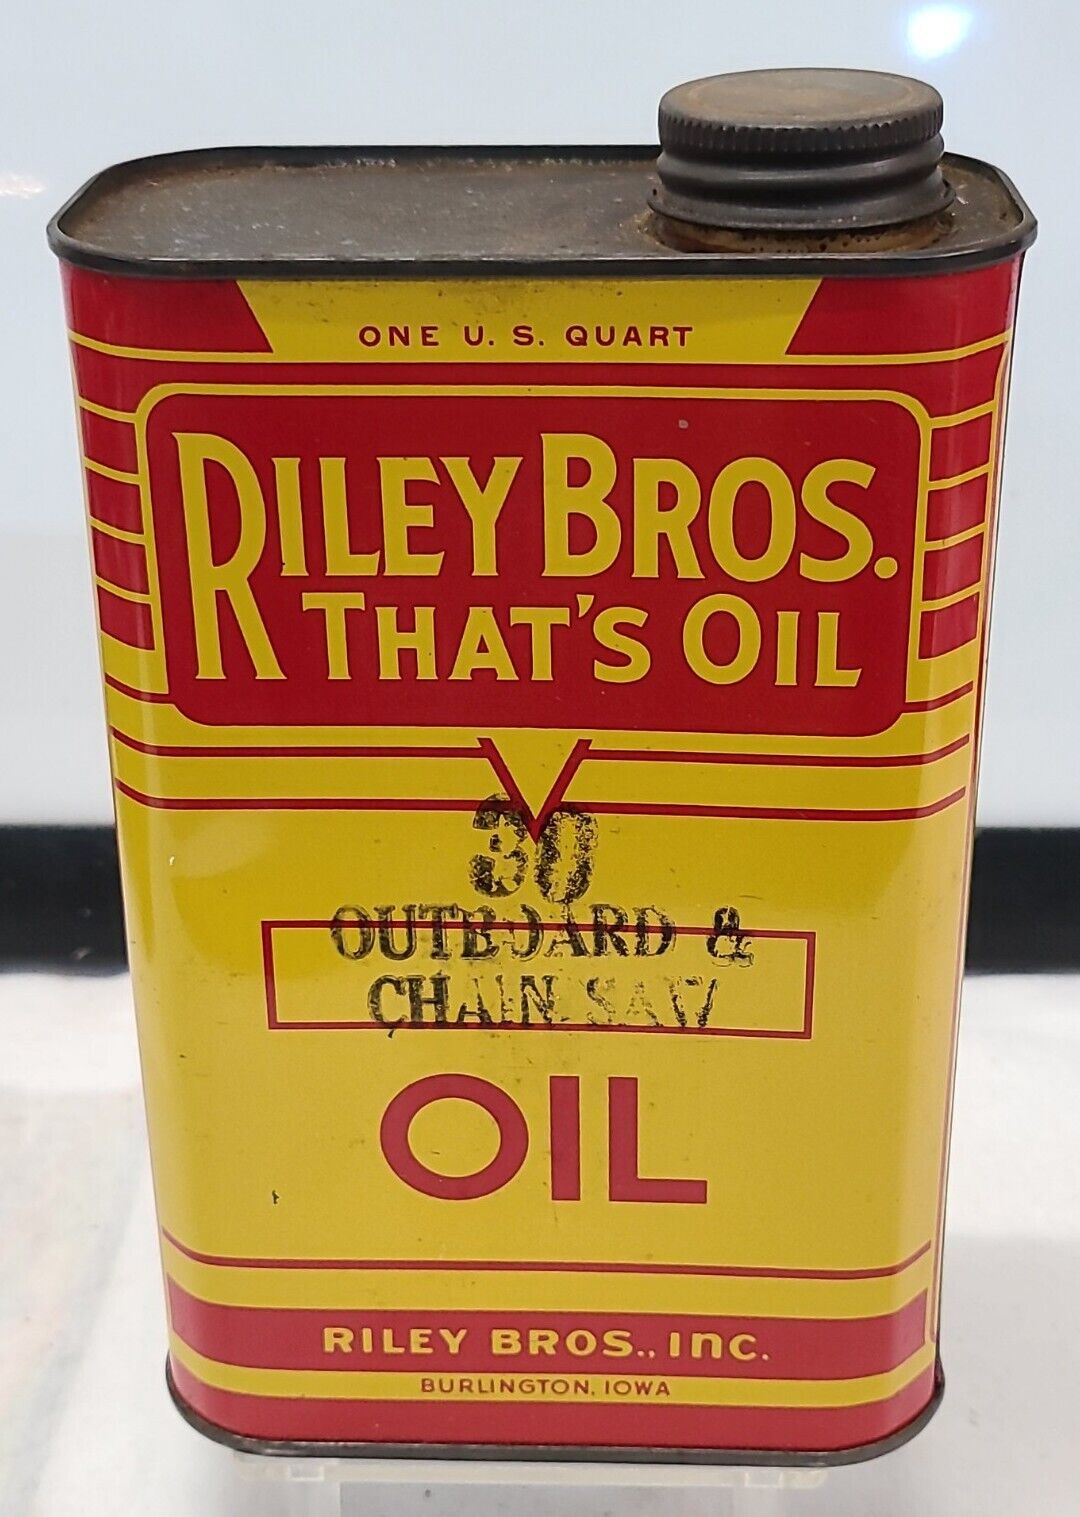 ONE U. S. QUART
RILEY BROS.
THAT'S OIL
30
OUTBOARD &
CHAIN SAW
OIL
RILEY BROS., INC.
BURLINGTON, IOWA